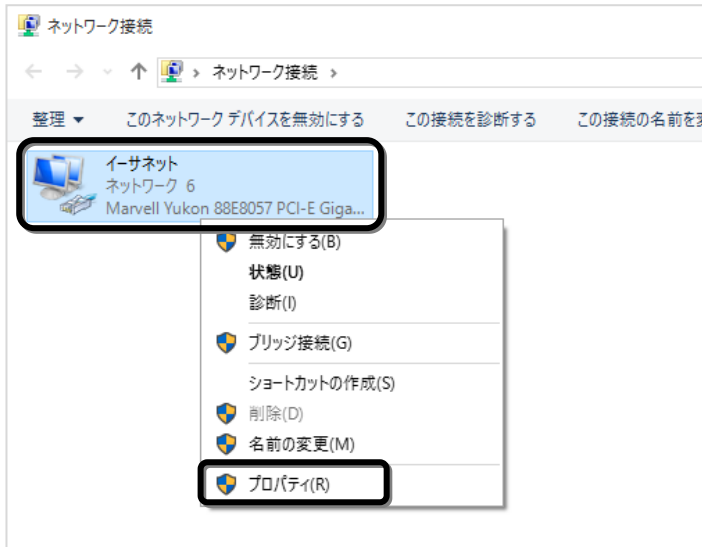 ネットワーク接続
ネットワーク接続
整理 このネットワーク デバイスを無効にする この接続を診断する この接続の名前を
イーサネット
ネットワーク 6
Marvell Yukon 88E8057 PCI-E Giga...
無効にする(B)
状態(U)
診断(I)
ブリッジ接続(G)
ショートカットの作成(S)
削除(D)
名前の変更(M)
プロパティ(R)